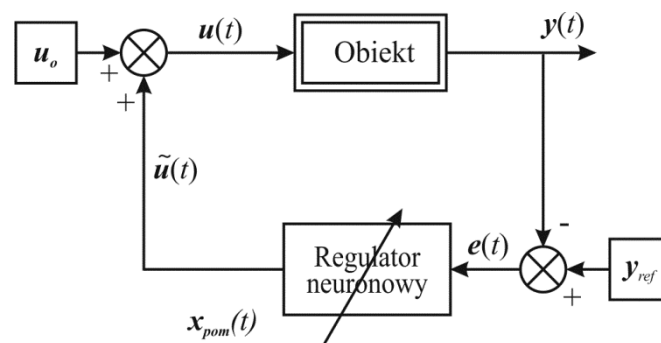 u(t)
y(t)
u_o
Obiekt
+
+
ũ(t)
-
e(t)
Regulator
neuronowy
y_ref
+
x_pom(t)